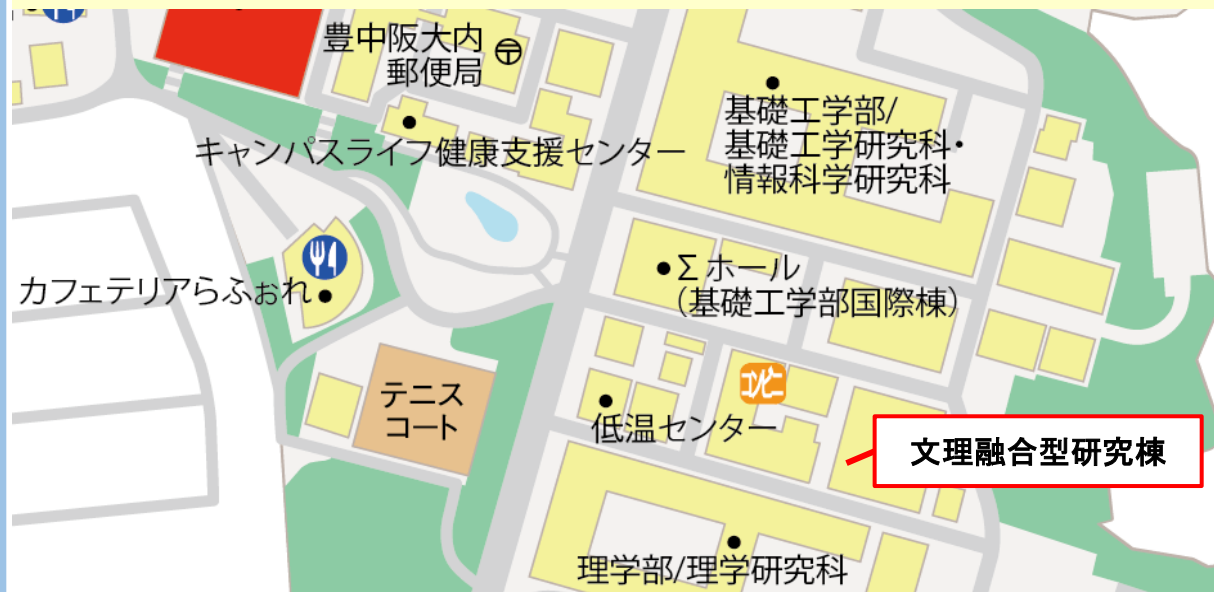 豊中阪大内
郵便局
〒
基礎工学部/
基礎工学研究科・
情報科学研究科
キャンパスライフ健康支援センター
Σホール
(基礎工学部国際棟)
カフェテリアらふぉれ
コンビニ
テニス
コート
低温センター
文理融合型研究棟
理学部/理学研究科